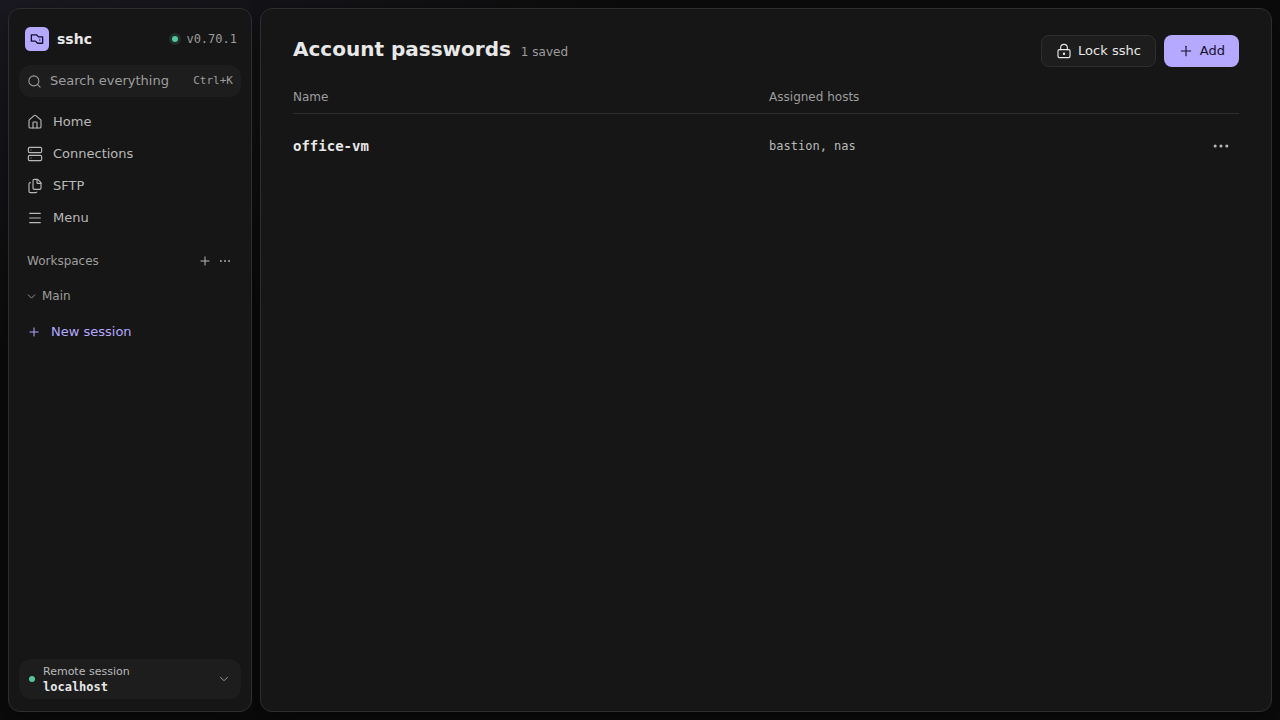 sshc
v0.70.1
Search everything
Ctrl+K
Home
Connections
SFTP
Menu
Workspaces
Main
New session
Remote session
localhost
Account passwords
1 saved
Lock sshc
Add
Name
Assigned hosts
office-vm
bastion, nas